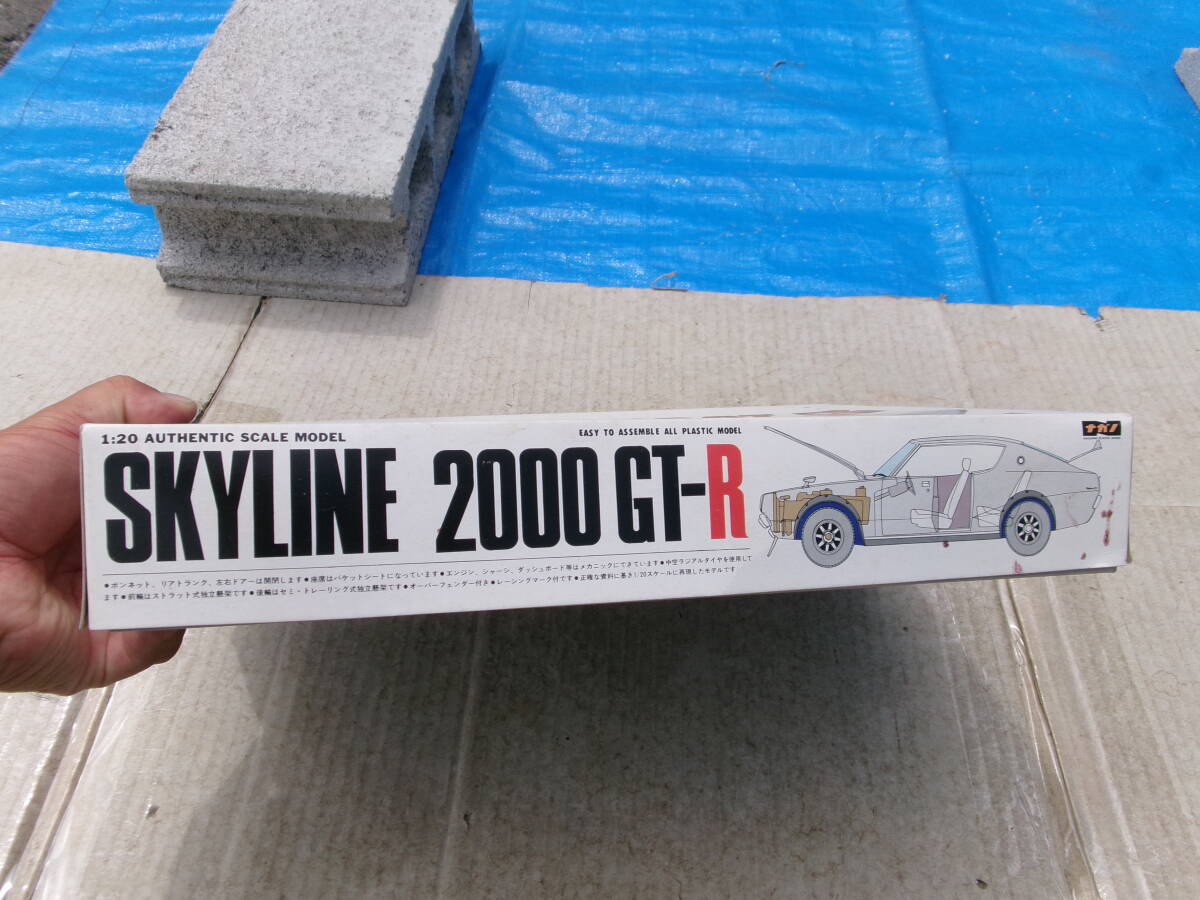 1:20 AUTHENTIC SCALE MODEL
EASY TO ASSEMBLE ALL PLASTIC MODEL
SKYLINE 2000 GT-R
ナガノ
●ボンネット、リアトランク、左右ドアーは開閉します●座席はバケットシートになっています●エンジン、シャーシ、ダッシュボード等はメカニックにできています●中空ラジアルタイヤを使用して
ます●前輪はストラット式独立懸架です●後輪はセミ・トレーリング式独立懸架です●オーバーフェンダー付き●レーシングマーク付です●正確な資料に基き1/20スケールに再現したモデルです